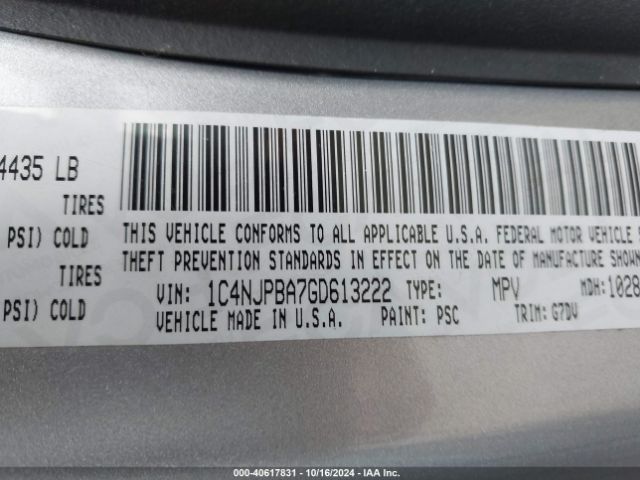 4435 LB
TIRES
PSI) COLD
TIRES
PSI) COLD
THIS VEHICLE CONFORMS TO ALL APPLICABLE U.S.A. FEDERAL MOTOR VEHICLE
THEFT PREVENTION STANDARDS IN EFFECT ON THE DATE OF MANUFACTURE SHOWN
VIN: 1C4NJPBA7GD613222 TYPE: MPV MDH: 1028
VEHICLE MADE IN U.S.A. PAINT: PSC TRIM: G7DV
000-40617831 - 10/16/2024 - IAA Inc.